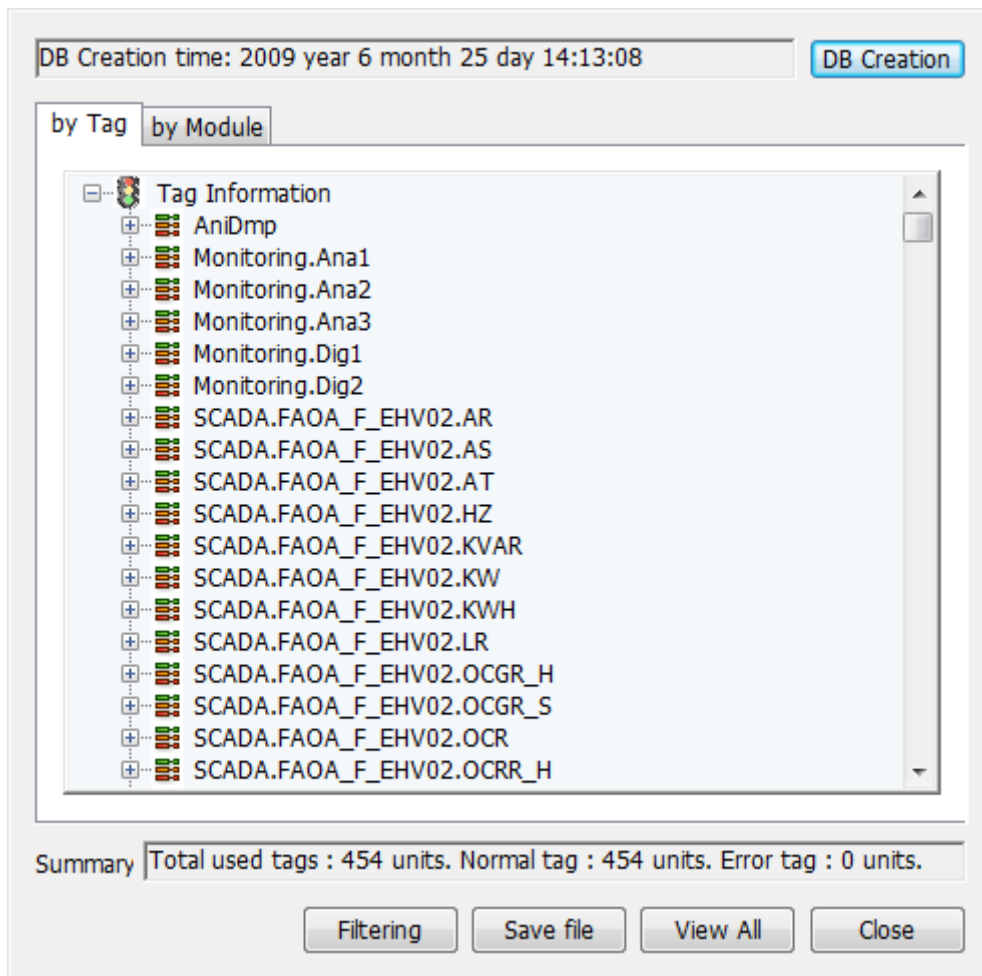 DB Creation time: 2009 year 6 month 25 day 14:13:08
DB Creation
by Tag
by Module
Tag Information
AniDmp
Monitoring.Ana1
Monitoring.Ana2
Monitoring.Ana3
Monitoring.Dig1
Monitoring.Dig2
SCADA.FAOA_F_EHV02.AR
SCADA.FAOA_F_EHV02.AS
SCADA.FAOA_F_EHV02.AT
SCADA.FAOA_F_EHV02.HZ
SCADA.FAOA_F_EHV02.KVAR
SCADA.FAOA_F_EHV02.KW
SCADA.FAOA_F_EHV02.KWH
SCADA.FAOA_F_EHV02.LR
SCADA.FAOA_F_EHV02.OCGR_H
SCADA.FAOA_F_EHV02.OCGR_S
SCADA.FAOA_F_EHV02.OCR
SCADA.FAOA_F_EHV02.OCRR_H
Summary Total used tags : 454 units. Normal tag : 454 units. Error tag : 0 units.
Filtering Save file View All Close